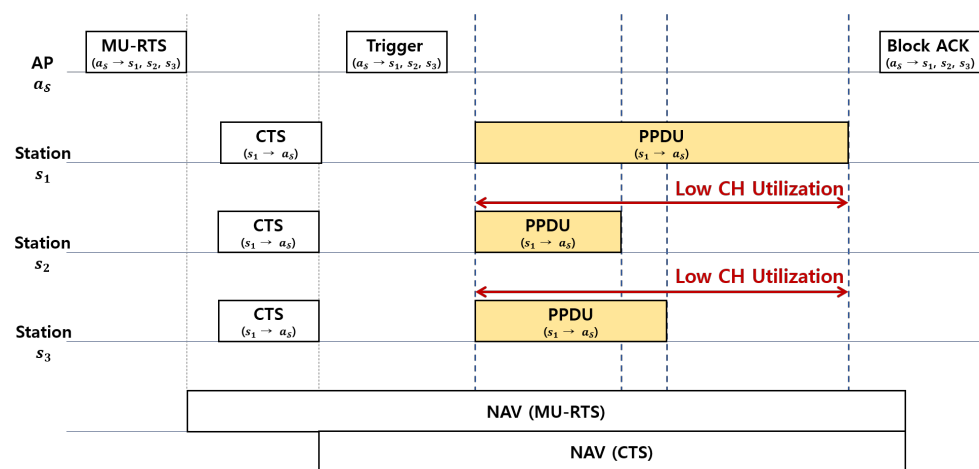 MU-RTS
(aₛ → s₁, s₂, s₃)
Trigger
(aₛ → s₁, s₂, s₃)
Block ACK
(aₛ → s₁, s₂, s₃)
AP
aₛ
CTS
(s₁ → aₛ)
PPDU
(s₁ → aₛ)
Station
s₁
Low CH Utilization
CTS
(s₁ → aₛ)
PPDU
(s₁ → aₛ)
Station
s₂
Low CH Utilization
CTS
(s₁ → aₛ)
PPDU
(s₁ → aₛ)
Station
s₃
NAV (MU-RTS)
NAV (CTS)